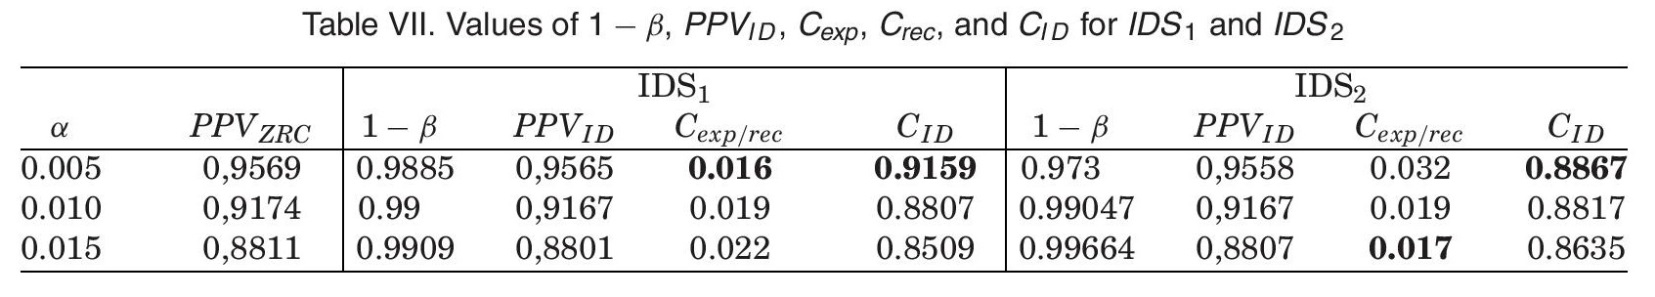 Table VII. Values of 1 − β, PPV_ID, C_exp, C_rec, and C_ID for IDS_1 and IDS_2
IDS_1 IDS_2
α PPV_ZRC 1 − β PPV_ID C_exp/rec C_ID 1 − β PPV_ID C_exp/rec C_ID
0.005 0,9569 0.9885 0,9565 0.016 0.9159 0.973 0,9558 0.032 0.8867
0.010 0,9174 0.99 0,9167 0.019 0.8807 0.99047 0,9167 0.019 0.8817
0.015 0,8811 0.9909 0,8801 0.022 0.8509 0.99664 0,8807 0.017 0.8635